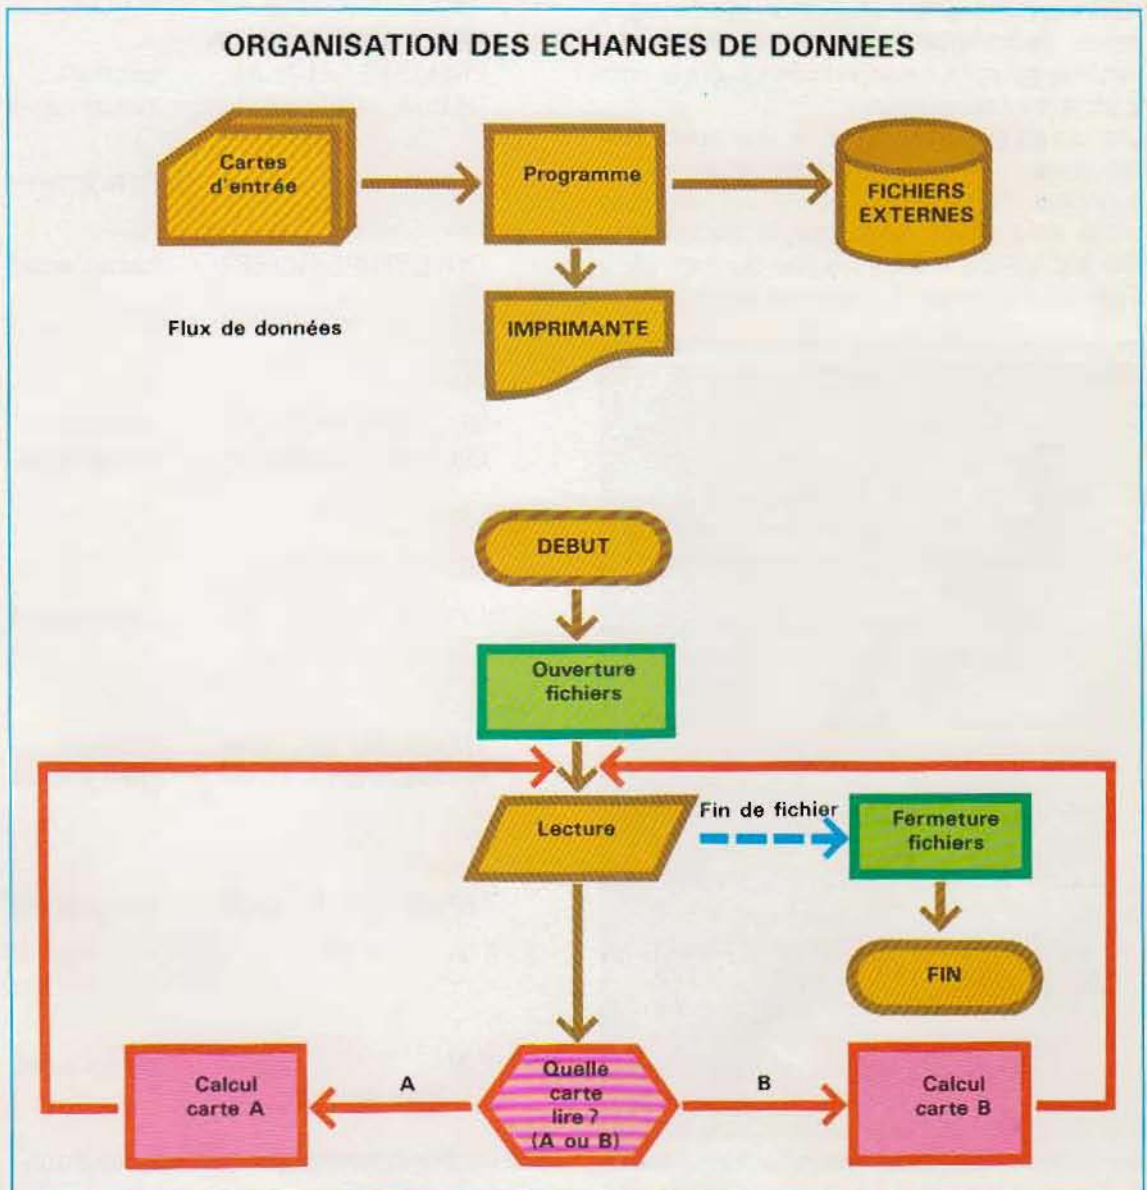 ORGANISATION DES ECHANGES DE DONNEES
Cartes
d'entrée
Programme
FICHIERS
EXTERNES
Flux de données
IMPRIMANTE
DEBUT
Ouverture
fichiers
Lecture
Fin de fichier
Fermeture
fichiers
FIN
Calcul
carte A
A
Quelle
carte
lire ?
(A ou B)
B
Calcul
carte B